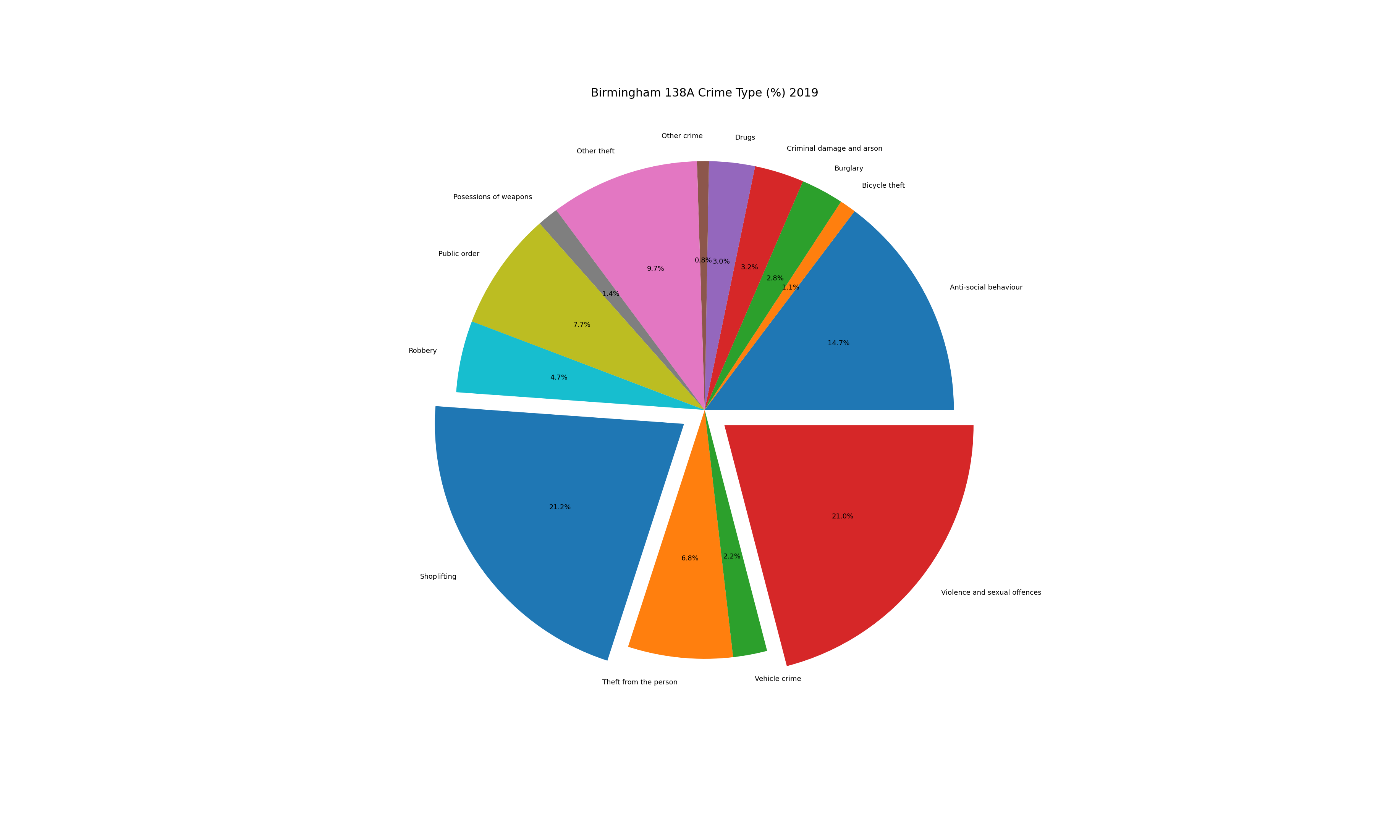 Birmingham 138A Crime Type (%) 2019
Other crime
Drugs
Other theft
Criminal damage and arson
Burglary
Bicycle theft
Posessions of weapons
Public order
0.8%
3.0%
3.2%
9.7%
2.8%
1.1%
Anti-social behaviour
1.4%
7.7%
14.7%
Robbery
4.7%
21.2%
21.0%
6.8%
2.2%
Shoplifting
Violence and sexual offences
Vehicle crime
Theft from the person